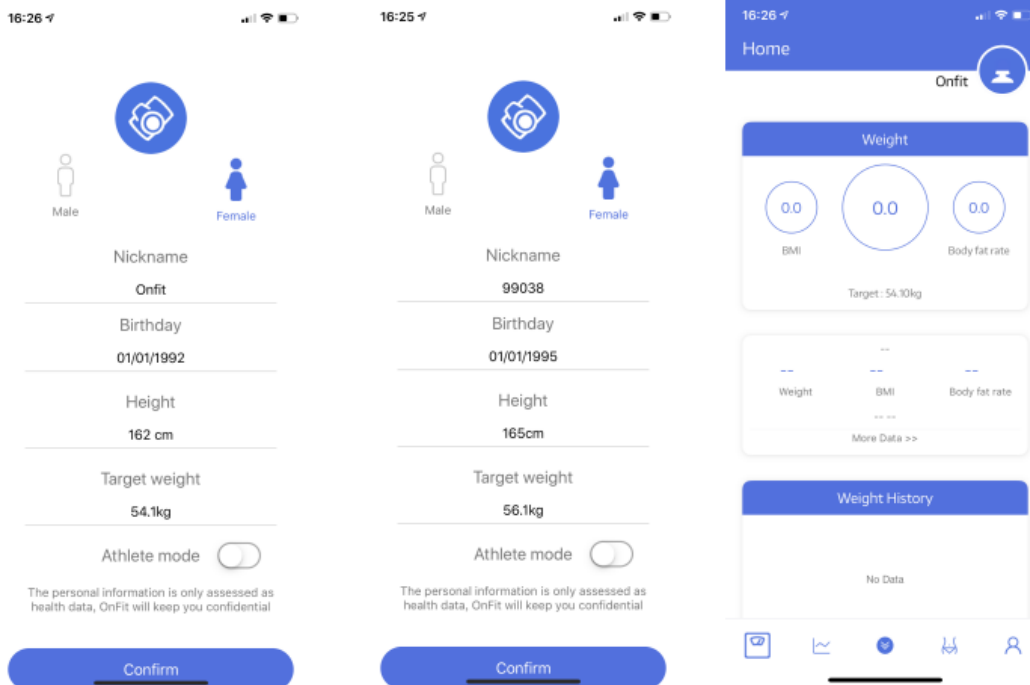 16:26
Male
Female
Nickname
Onfit
Birthday
01/01/1992
Height
162 cm
Target weight
54.1kg
Athlete mode
The personal information is only assessed as
health data, OnFit will keep you confidential
Confirm
16:25
Male
Female
Nickname
99038
Birthday
01/01/1995
Height
165cm
Target weight
56.1kg
Athlete mode
The personal information is only assessed as
health data, OnFit will keep you confidential
Confirm
16:26
Home
Onfit
Weight
0.0 0.0 0.0
BMI Body fat rate
Target : 54.10kg
--
-- -- --
Weight BMI Body fat rate
-- --
More Data >>
Weight History
No Data